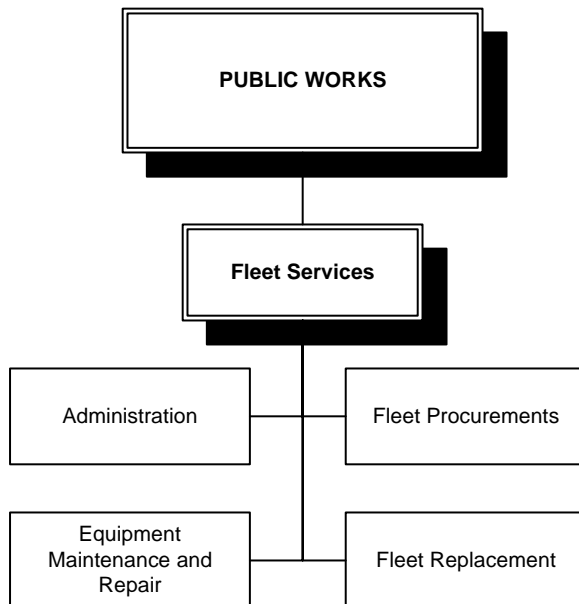 PUBLIC WORKS
Fleet Services
Administration
Fleet Procurements
Equipment
Maintenance and
Repair
Fleet Replacement